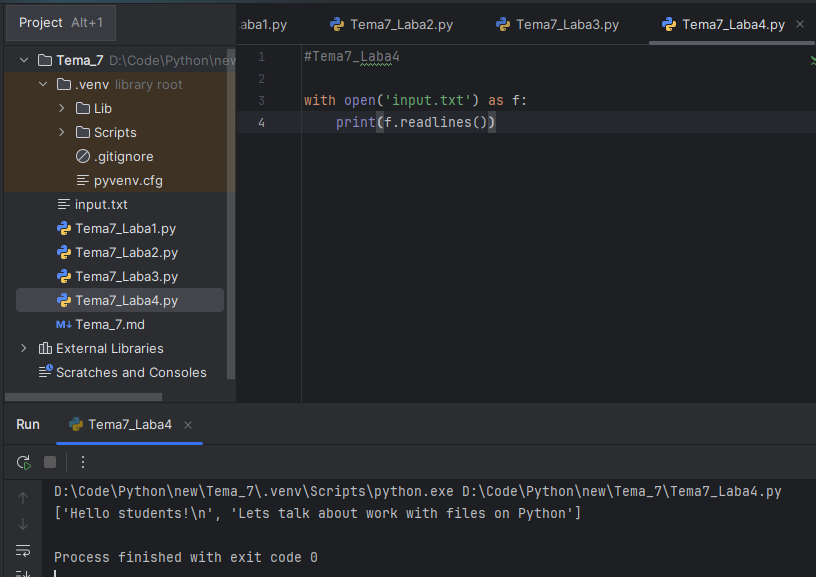 Project Alt+1
aba1.py Tema7_Laba2.py Tema7_Laba3.py Tema7_Laba4.py
Tema_7 D:\Code\Python\new
.venv library root
Lib
Scripts
.gitignore
pyvenv.cfg
input.txt
Tema7_Laba1.py
Tema7_Laba2.py
Tema7_Laba3.py
Tema7_Laba4.py
M↓ Tema_7.md
External Libraries
Scratches and Consoles
1 #Tema7_Laba4
2
3 with open('input.txt') as f:
4 print(f.readlines())
Run Tema7_Laba4
D:\Code\Python\new\Tema_7\.venv\Scripts\python.exe D:\Code\Python\new\Tema_7\Tema7_Laba4.py
['Hello students!\n', 'Lets talk about work with files on Python']
Process finished with exit code 0